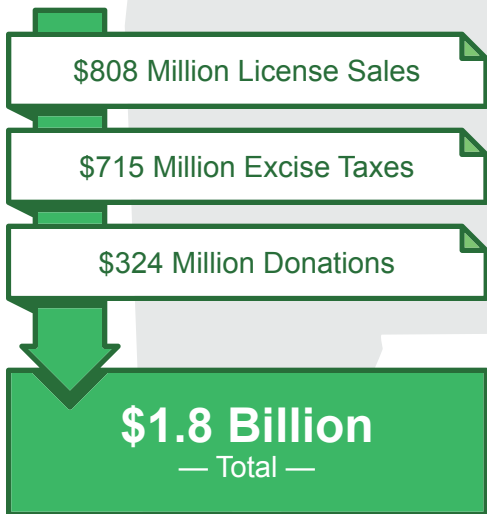 $808 Million License Sales
$715 Million Excise Taxes
$324 Million Donations
$1.8 Billion
— Total —